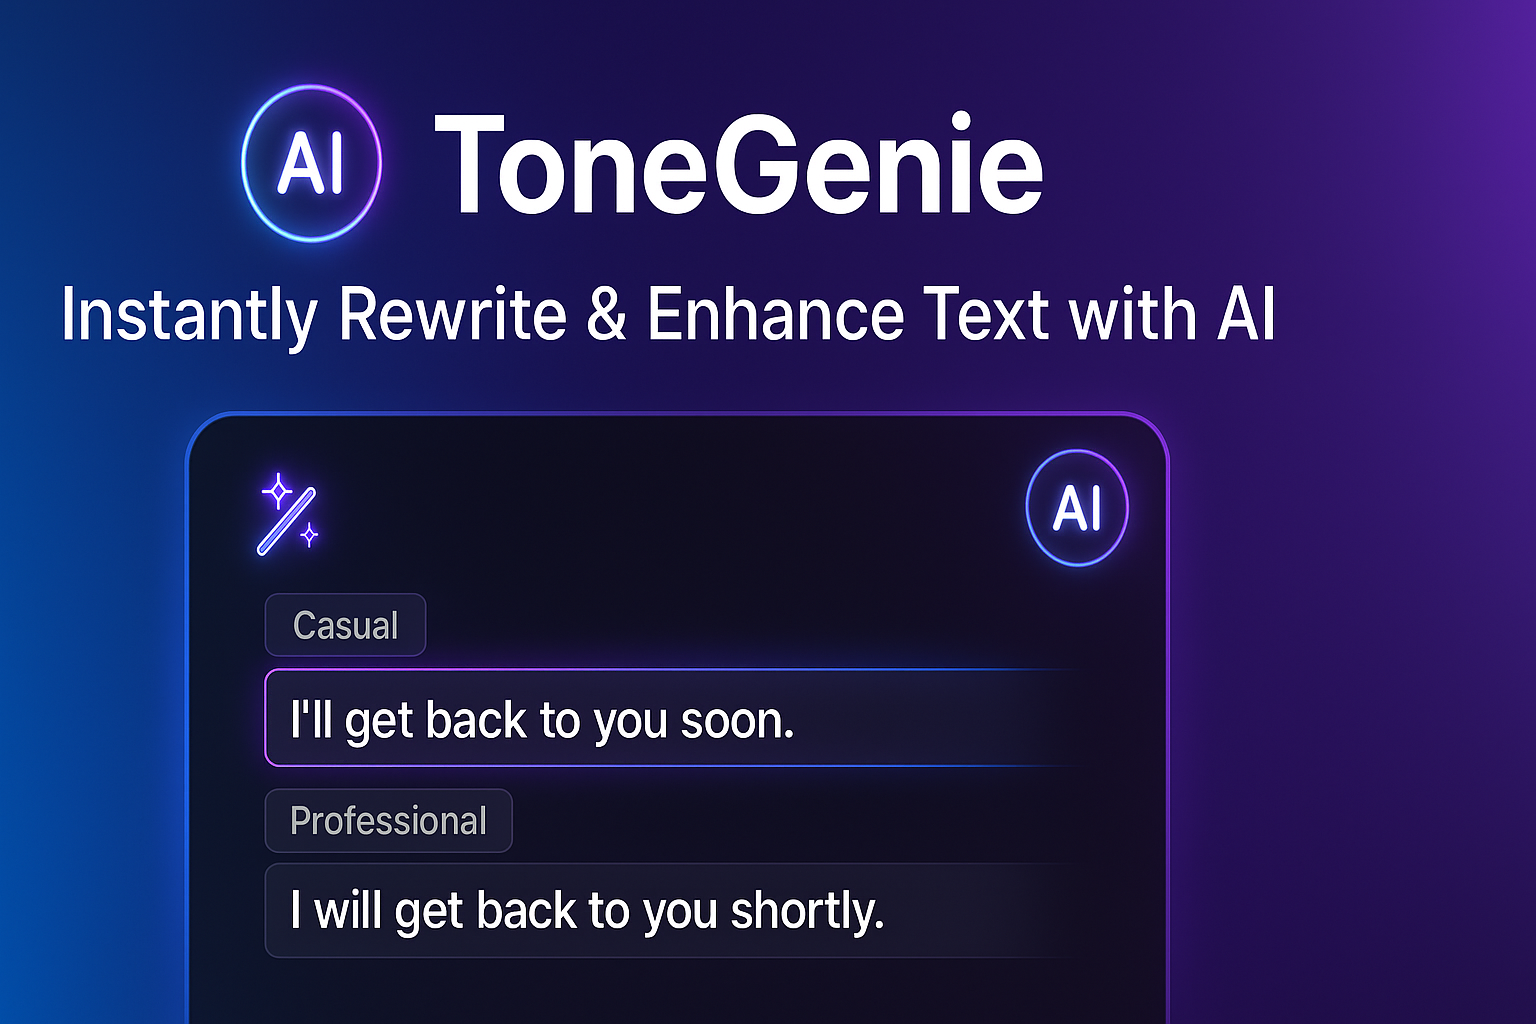 AI ToneGenie
Instantly Rewrite & Enhance Text with AI
AI
Casual
I'll get back to you soon.
Professional
I will get back to you shortly.